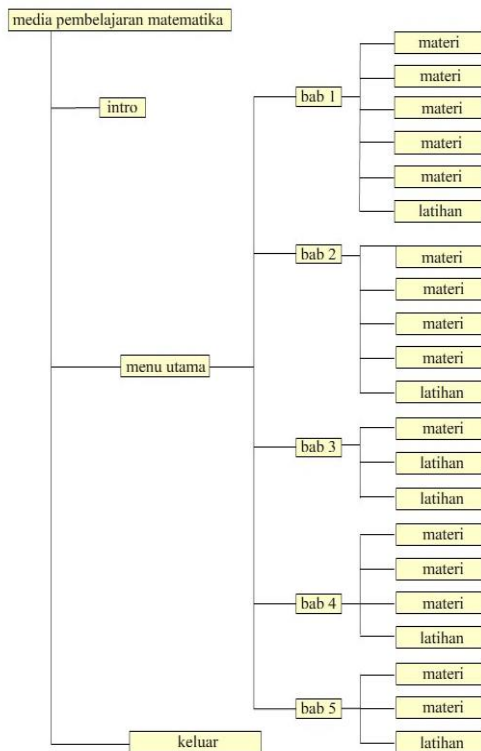 media pembelajaran matematika
intro
menu utama
bab 1
materi
materi
materi
materi
materi
latihan
bab 2
materi
materi
materi
materi
latihan
bab 3
materi
latihan
latihan
bab 4
materi
materi
materi
latihan
bab 5
materi
materi
latihan
keluar